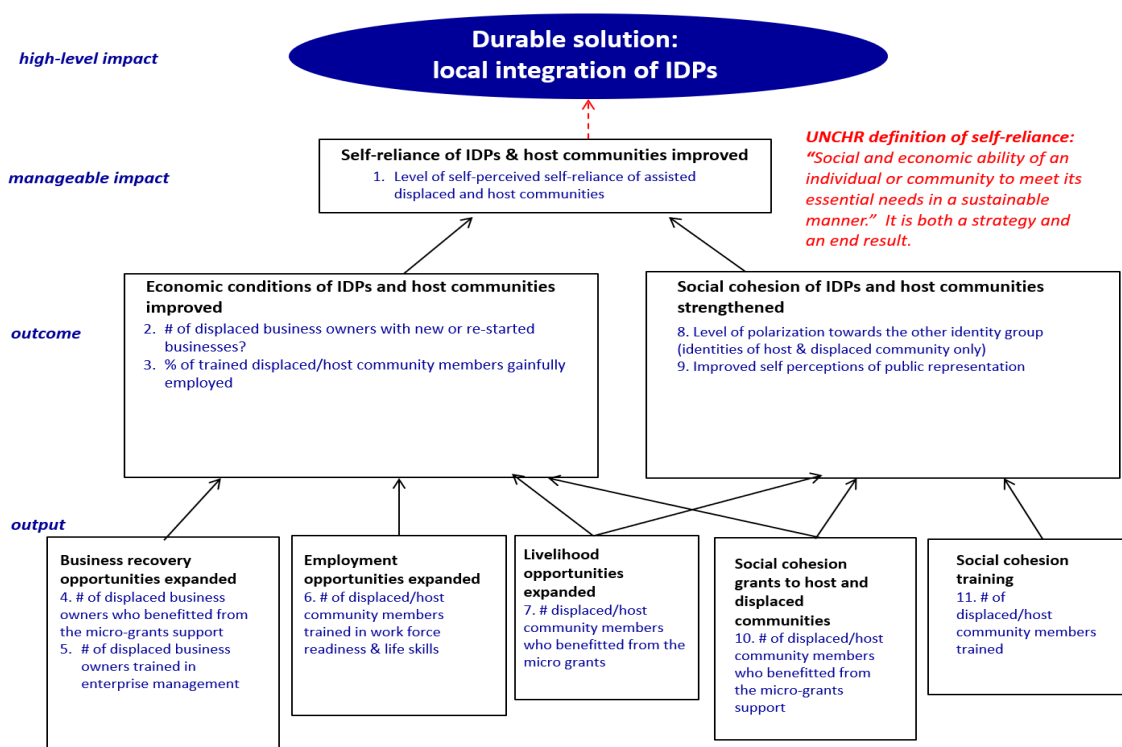 high-level impact
Durable solution:
local integration of IDPs
manageable impact
Self-reliance of IDPs & host communities improved
1. Level of self-perceived self-reliance of assisted
displaced and host communities
UNCHR definition of self-reliance:
“Social and economic ability of an
individual or community to meet its
essential needs in a sustainable
manner.” It is both a strategy and
an end result.
outcome
Economic conditions of IDPs and host communities
improved
2. # of displaced business owners with new or re-started
businesses?
3. % of trained displaced/host community members gainfully
employed
Social cohesion of IDPs and host communities
strengthened
8. Level of polarization towards the other identity group
(identities of host & displaced community only)
9. Improved self perceptions of public representation
output
Business recovery
opportunities expanded
4. # of displaced business
owners who benefitted from
the micro-grants support
5. # of displaced business
owners trained in
enterprise management
Employment
opportunities expanded
6. # of displaced/host
community members
trained in work force
readiness & life skills
Livelihood
opportunities
expanded
7. # displaced/host
community members
who benefitted from the
micro grants
Social cohesion
grants to host and
displaced
communities
10. # of displaced/host
community members
who benefitted from
the micro-grants
support
Social cohesion
training
11. # of
displaced/host
community members
trained